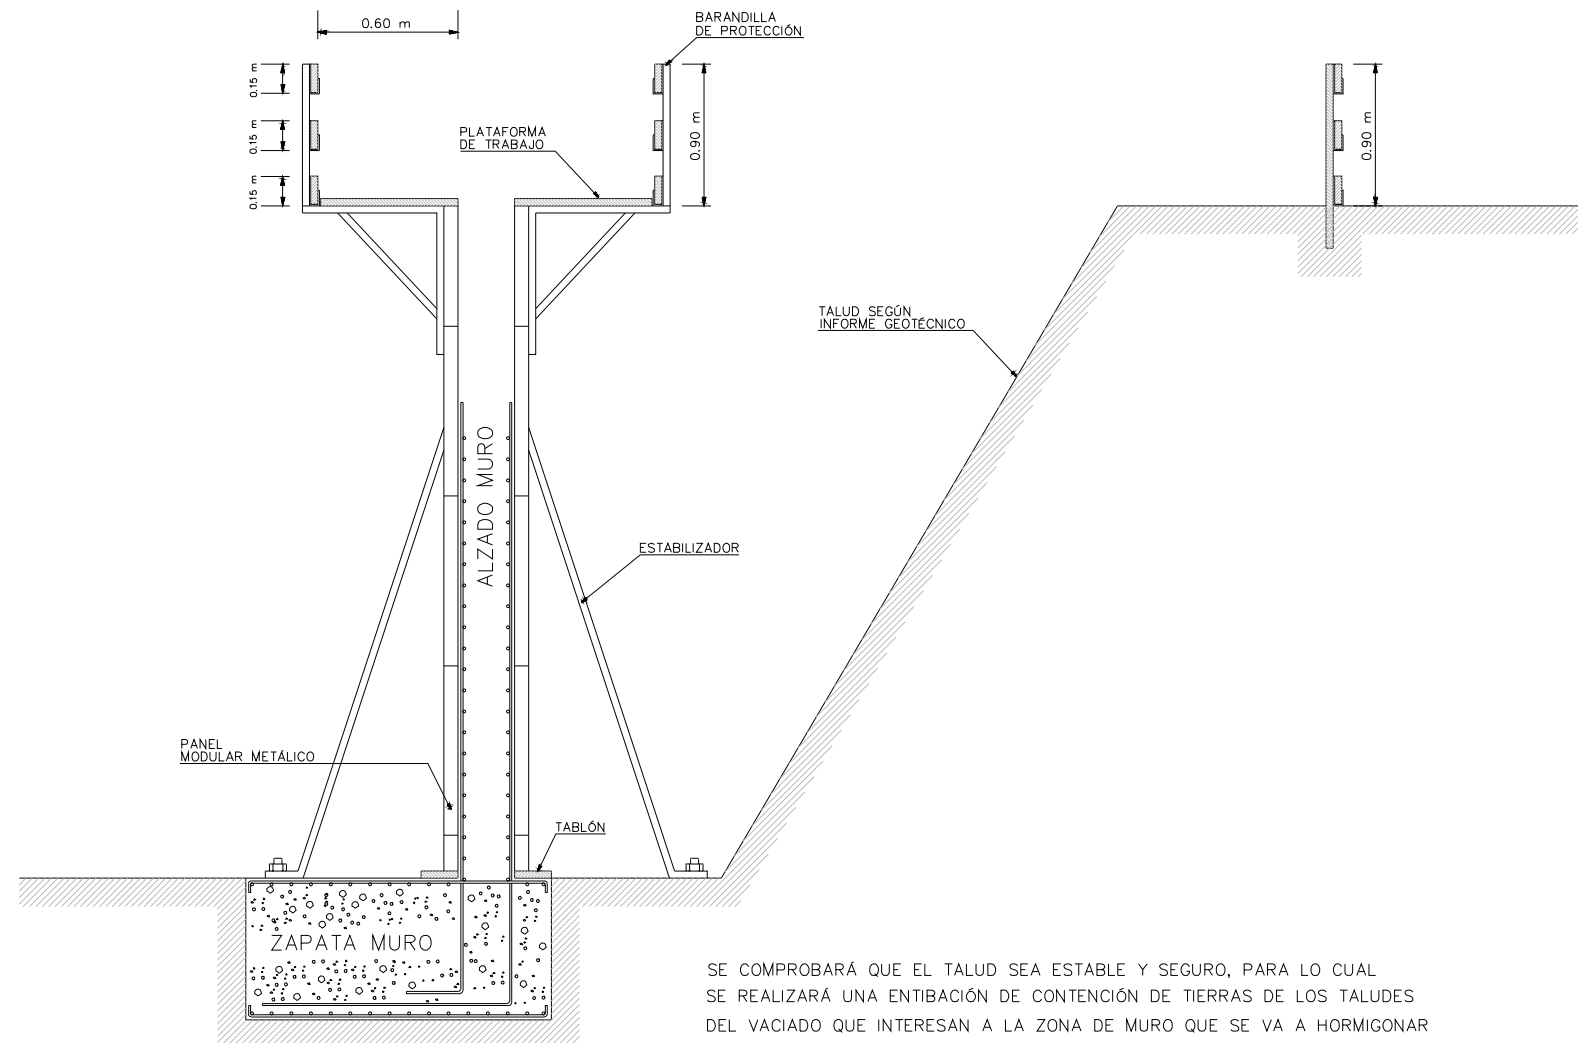 0.60 m
BARANDILLA
DE PROTECCIÓN
0.15 m
0.15 m
0.15 m
PLATAFORMA
DE TRABAJO
0.90 m
0.90 m
TALUD SEGÚN
INFORME GEOTÉCNICO
ALZADO MURO
ESTABILIZADOR
PANEL
MODULAR METÁLICO
TABLÓN
ZAPATA MURO
SE COMPROBARÁ QUE EL TALUD SEA ESTABLE Y SEGURO, PARA LO CUAL
SE REALIZARÁ UNA ENTIBACIÓN DE CONTENCIÓN DE TIERRAS DE LOS TALUDES
DEL VACIADO QUE INTERESAN A LA ZONA DE MURO QUE SE VA A HORMIGONAR